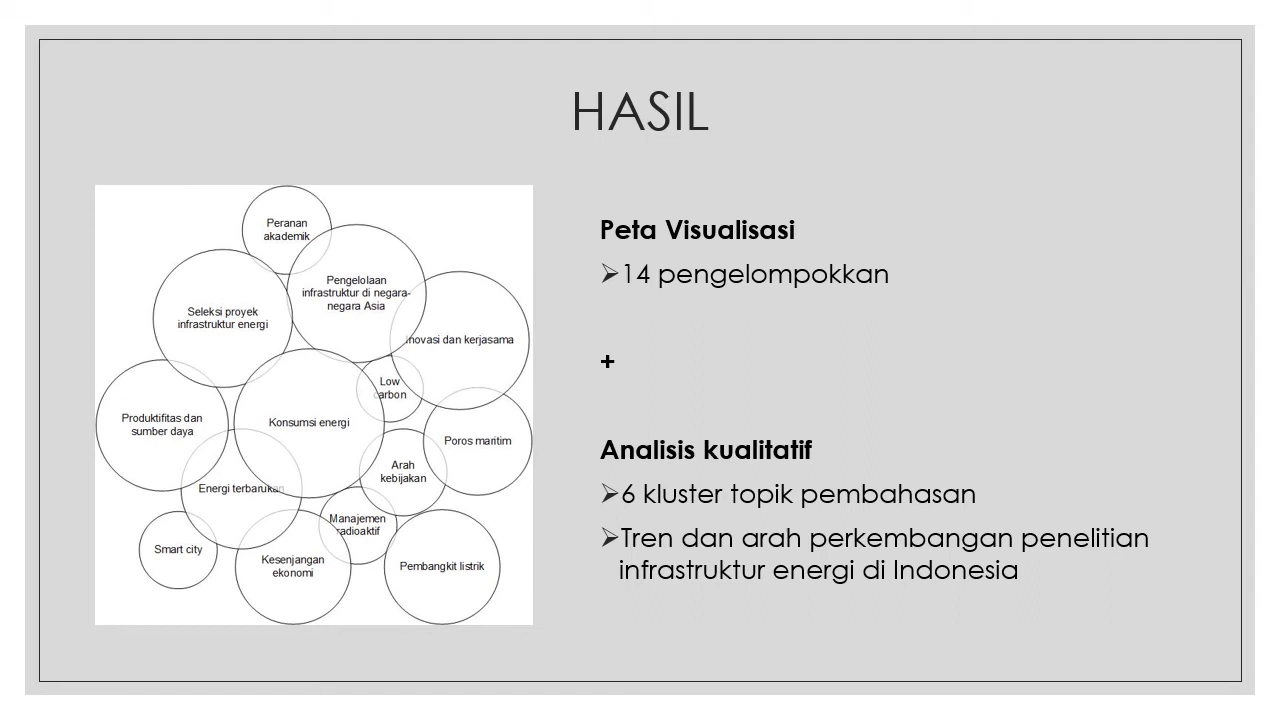 HASIL
Peranan
akademik
Pengelolaan
infrastruktur di negara-
negara Asia
Seleksi proyek
infrastruktur energi
Inovasi dan kerjasama
Low
carbon
Produktifitas dan
sumber daya
Konsumsi energi
Poros maritim
Arah
kebijakan
Energi terbarukan
Manajemen
radioaktif
Smart city
Kesenjangan
ekonomi
Pembangkit listrik
Peta Visualisasi
➢14 pengelompokkan
+
Analisis kualitatif
➢6 kluster topik pembahasan
➢Tren dan arah perkembangan penelitian
infrastruktur energi di Indonesia